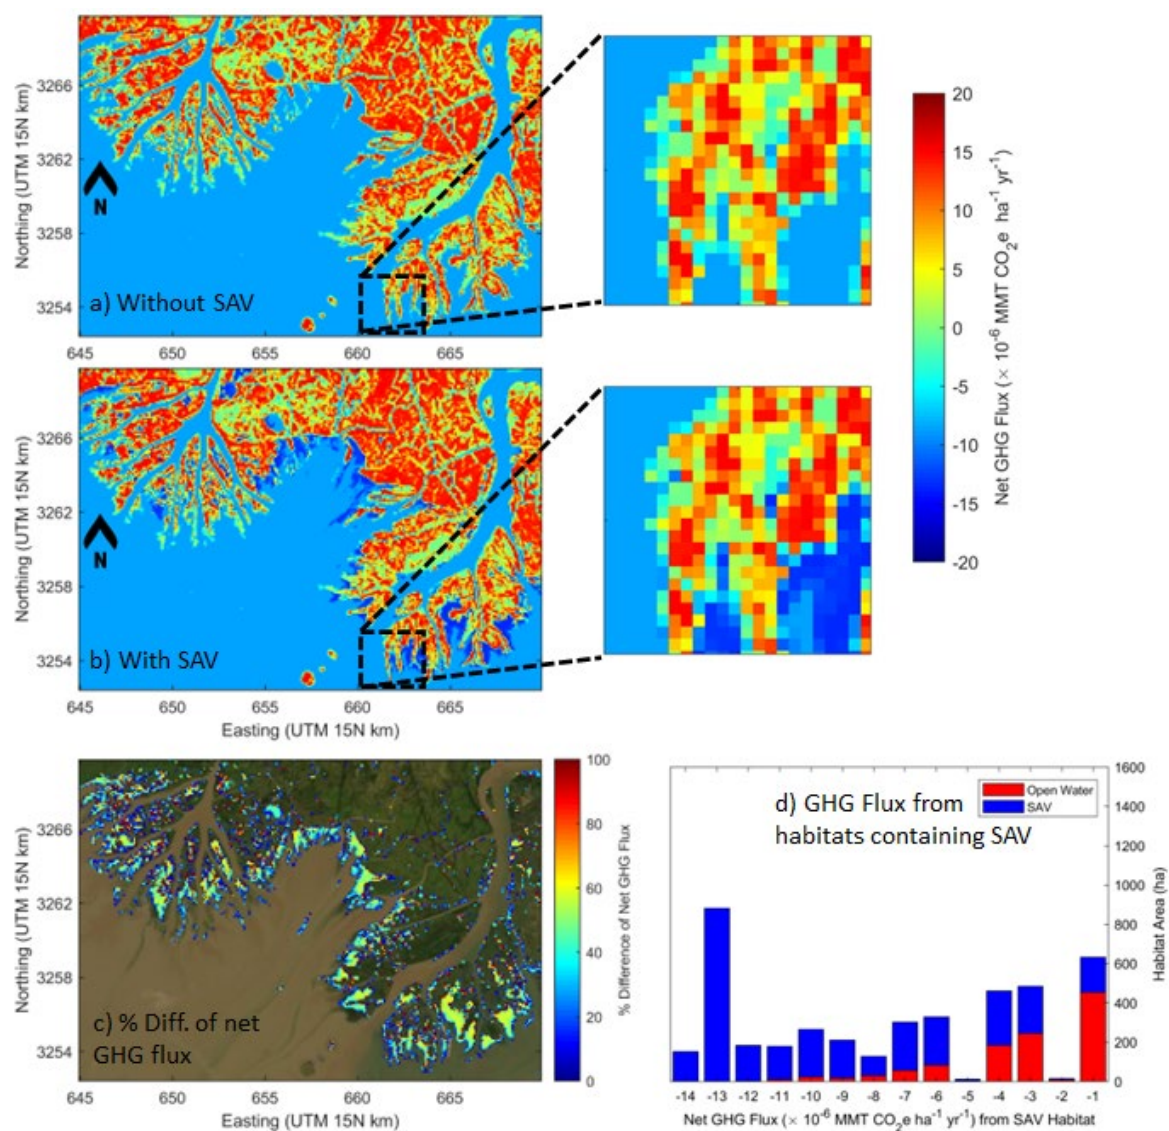 3266
3262
3258
3254
Northing (UTM 15N km)
N
a) Without SAV
645
650
655
660
665
20
15
10
5
0
-5
-10
-15
-20
Net GHG Flux (× 10-6 MMT CO2e ha-1 yr-1)
3266
3262
3258
3254
Northing (UTM 15N km)
N
b) With SAV
645
650
655
660
665
Easting (UTM 15N km)
3266
3262
3258
3254
Northing (UTM 15N km)
c) % Diff. of net
GHG flux
645
650
655
660
665
100
80
60
40
20
0
% Difference of Net GHG Flux
d) GHG Flux from
habitats containing SAV
Open Water
SAV
1600
1400
1200
1000
800
600
400
200
0
Habitat Area (ha)
-14 -13 -12 -11 -10 -9 -8 -7 -6 -5 -4 -3 -2 -1
Net GHG Flux (× 10-6 MMT CO2e ha-1 yr-1) from SAV Habitat